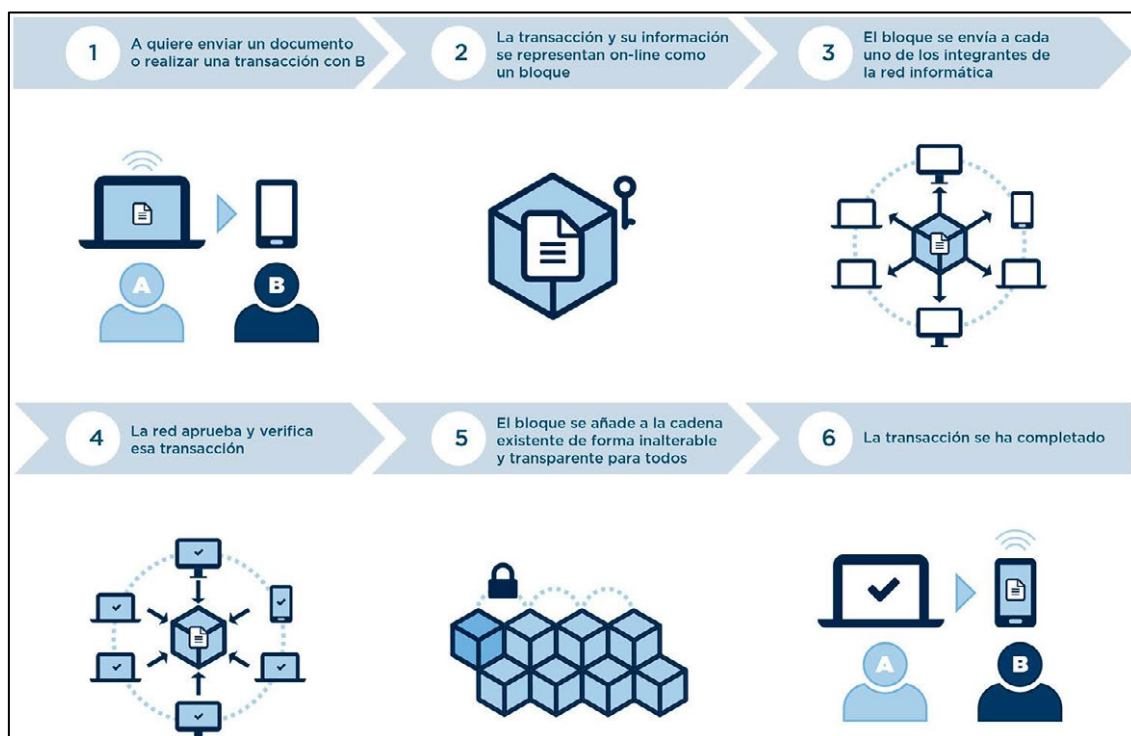 1
A quiere enviar un documento
o realizar una transacción con B
2
La transacción y su información
se representan on-line como
un bloque
3
El bloque se envía a cada
uno de los integrantes de
la red informática
A
B
4
La red aprueba y verifica
esa transacción
5
El bloque se añade a la cadena
existente de forma inalterable
y transparente para todos
6
La transacción se ha completado
A
B